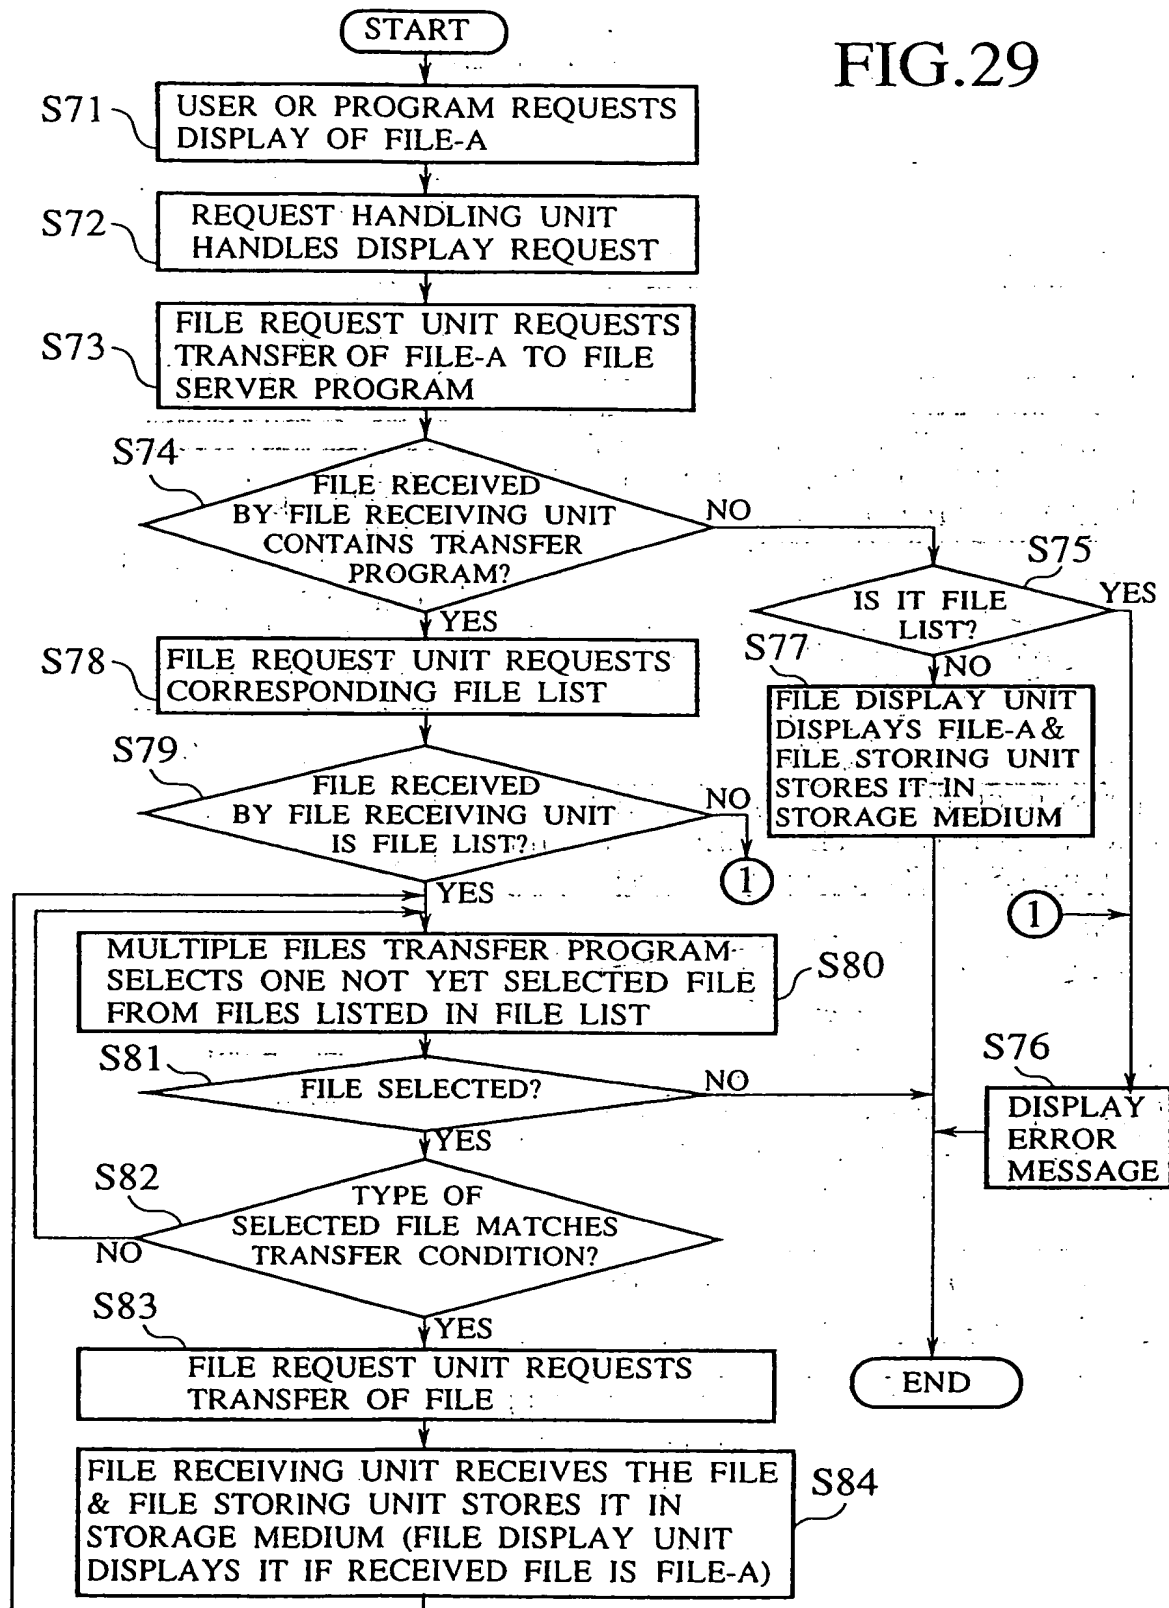 START
FIG.29
S71
USER OR PROGRAM REQUESTS
DISPLAY OF FILE-A
S72
REQUEST HANDLING UNIT
HANDLES DISPLAY REQUEST
S73
FILE REQUEST UNIT REQUESTS
TRANSFER OF FILE-A TO FILE
SERVER PROGRAM
S74
FILE RECEIVED
BY FILE RECEIVING UNIT
CONTAINS TRANSFER
PROGRAM?
NO
YES
S75
IS IT FILE
LIST?
YES
NO
S77
FILE DISPLAY UNIT
DISPLAYS FILE-A &
FILE STORING UNIT
STORES IT IN
STORAGE MEDIUM
S78
FILE REQUEST UNIT REQUESTS
CORRESPONDING FILE LIST
S79
FILE RECEIVED
BY FILE RECEIVING UNIT
IS FILE LIST?
NO
1
YES
1
MULTIPLE FILES TRANSFER PROGRAM
SELECTS ONE NOT YET SELECTED FILE
FROM FILES LISTED IN FILE LIST
S80
S81
FILE SELECTED?
NO
YES
S76
DISPLAY
ERROR
MESSAGE
S82
TYPE OF
SELECTED FILE MATCHES
TRANSFER CONDITION?
NO
YES
S83
FILE REQUEST UNIT REQUESTS
TRANSFER OF FILE
END
FILE RECEIVING UNIT RECEIVES THE FILE
& FILE STORING UNIT STORES IT IN
STORAGE MEDIUM (FILE DISPLAY UNIT
DISPLAYS IT IF RECEIVED FILE IS FILE-A)
S84